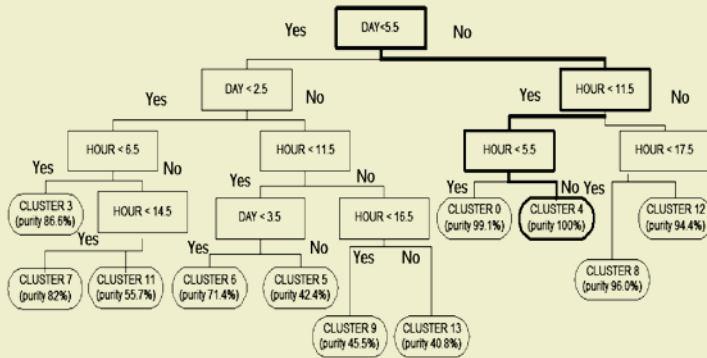 Yes DAY<5.5 No
DAY < 2.5
HOUR < 11.5
Yes No
Yes No
HOUR < 6.5
HOUR < 11.5
HOUR < 5.5
HOUR < 17.5
Yes No
Yes No
Yes No Yes
CLUSTER 3
(purity 86.6%)
HOUR < 14.5
DAY < 3.5
HOUR < 16.5
CLUSTER 0
(purity 99.1%)
CLUSTER 4
(purity 100%)
CLUSTER 12
(purity 94.4%)
Yes
Yes No
Yes No
CLUSTER 7
(purity 82%)
CLUSTER 11
(purity 55.7%)
CLUSTER 6
(purity 71.4%)
CLUSTER 5
(purity 42.4%)
CLUSTER 8
(purity 96.0%)
CLUSTER 9
(purity 45.5%)
CLUSTER 13
(purity 40.8%)